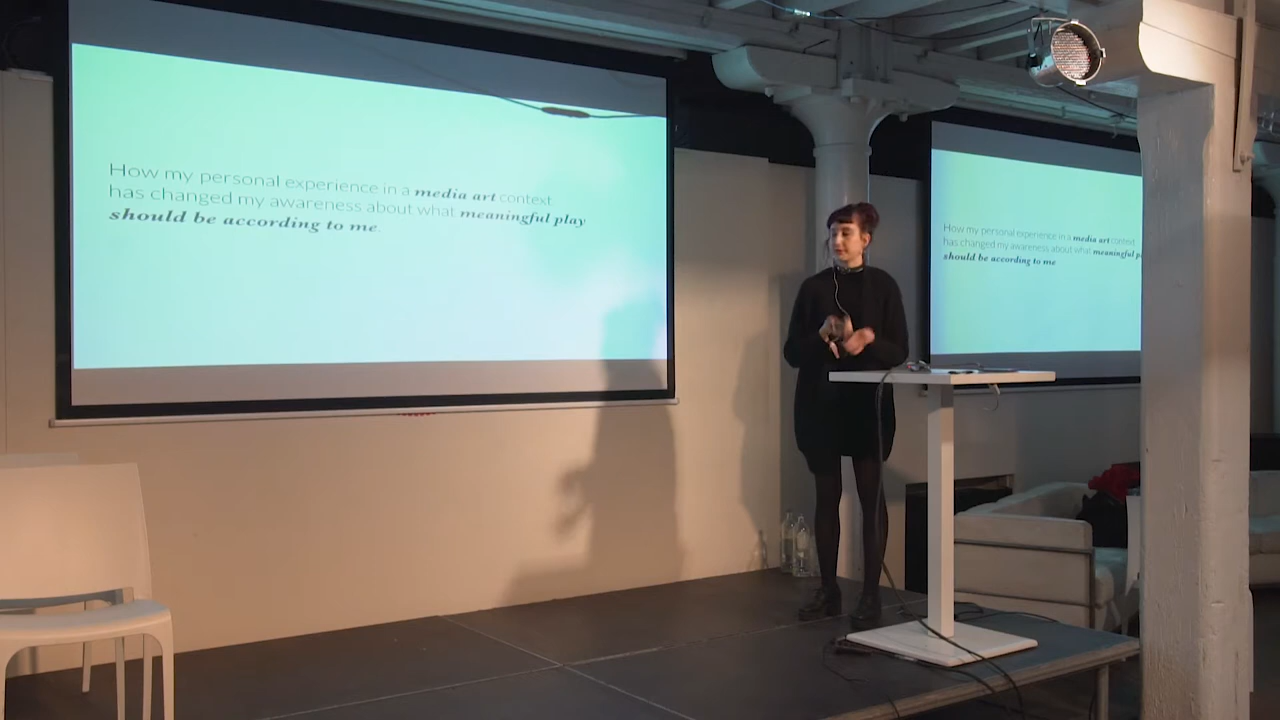 How my personal experience in a media art context
has changed my awareness about what meaningful play
should be according to me.
How my personal experience in a media art context
has changed my awareness about what meaningful p
should be according to me